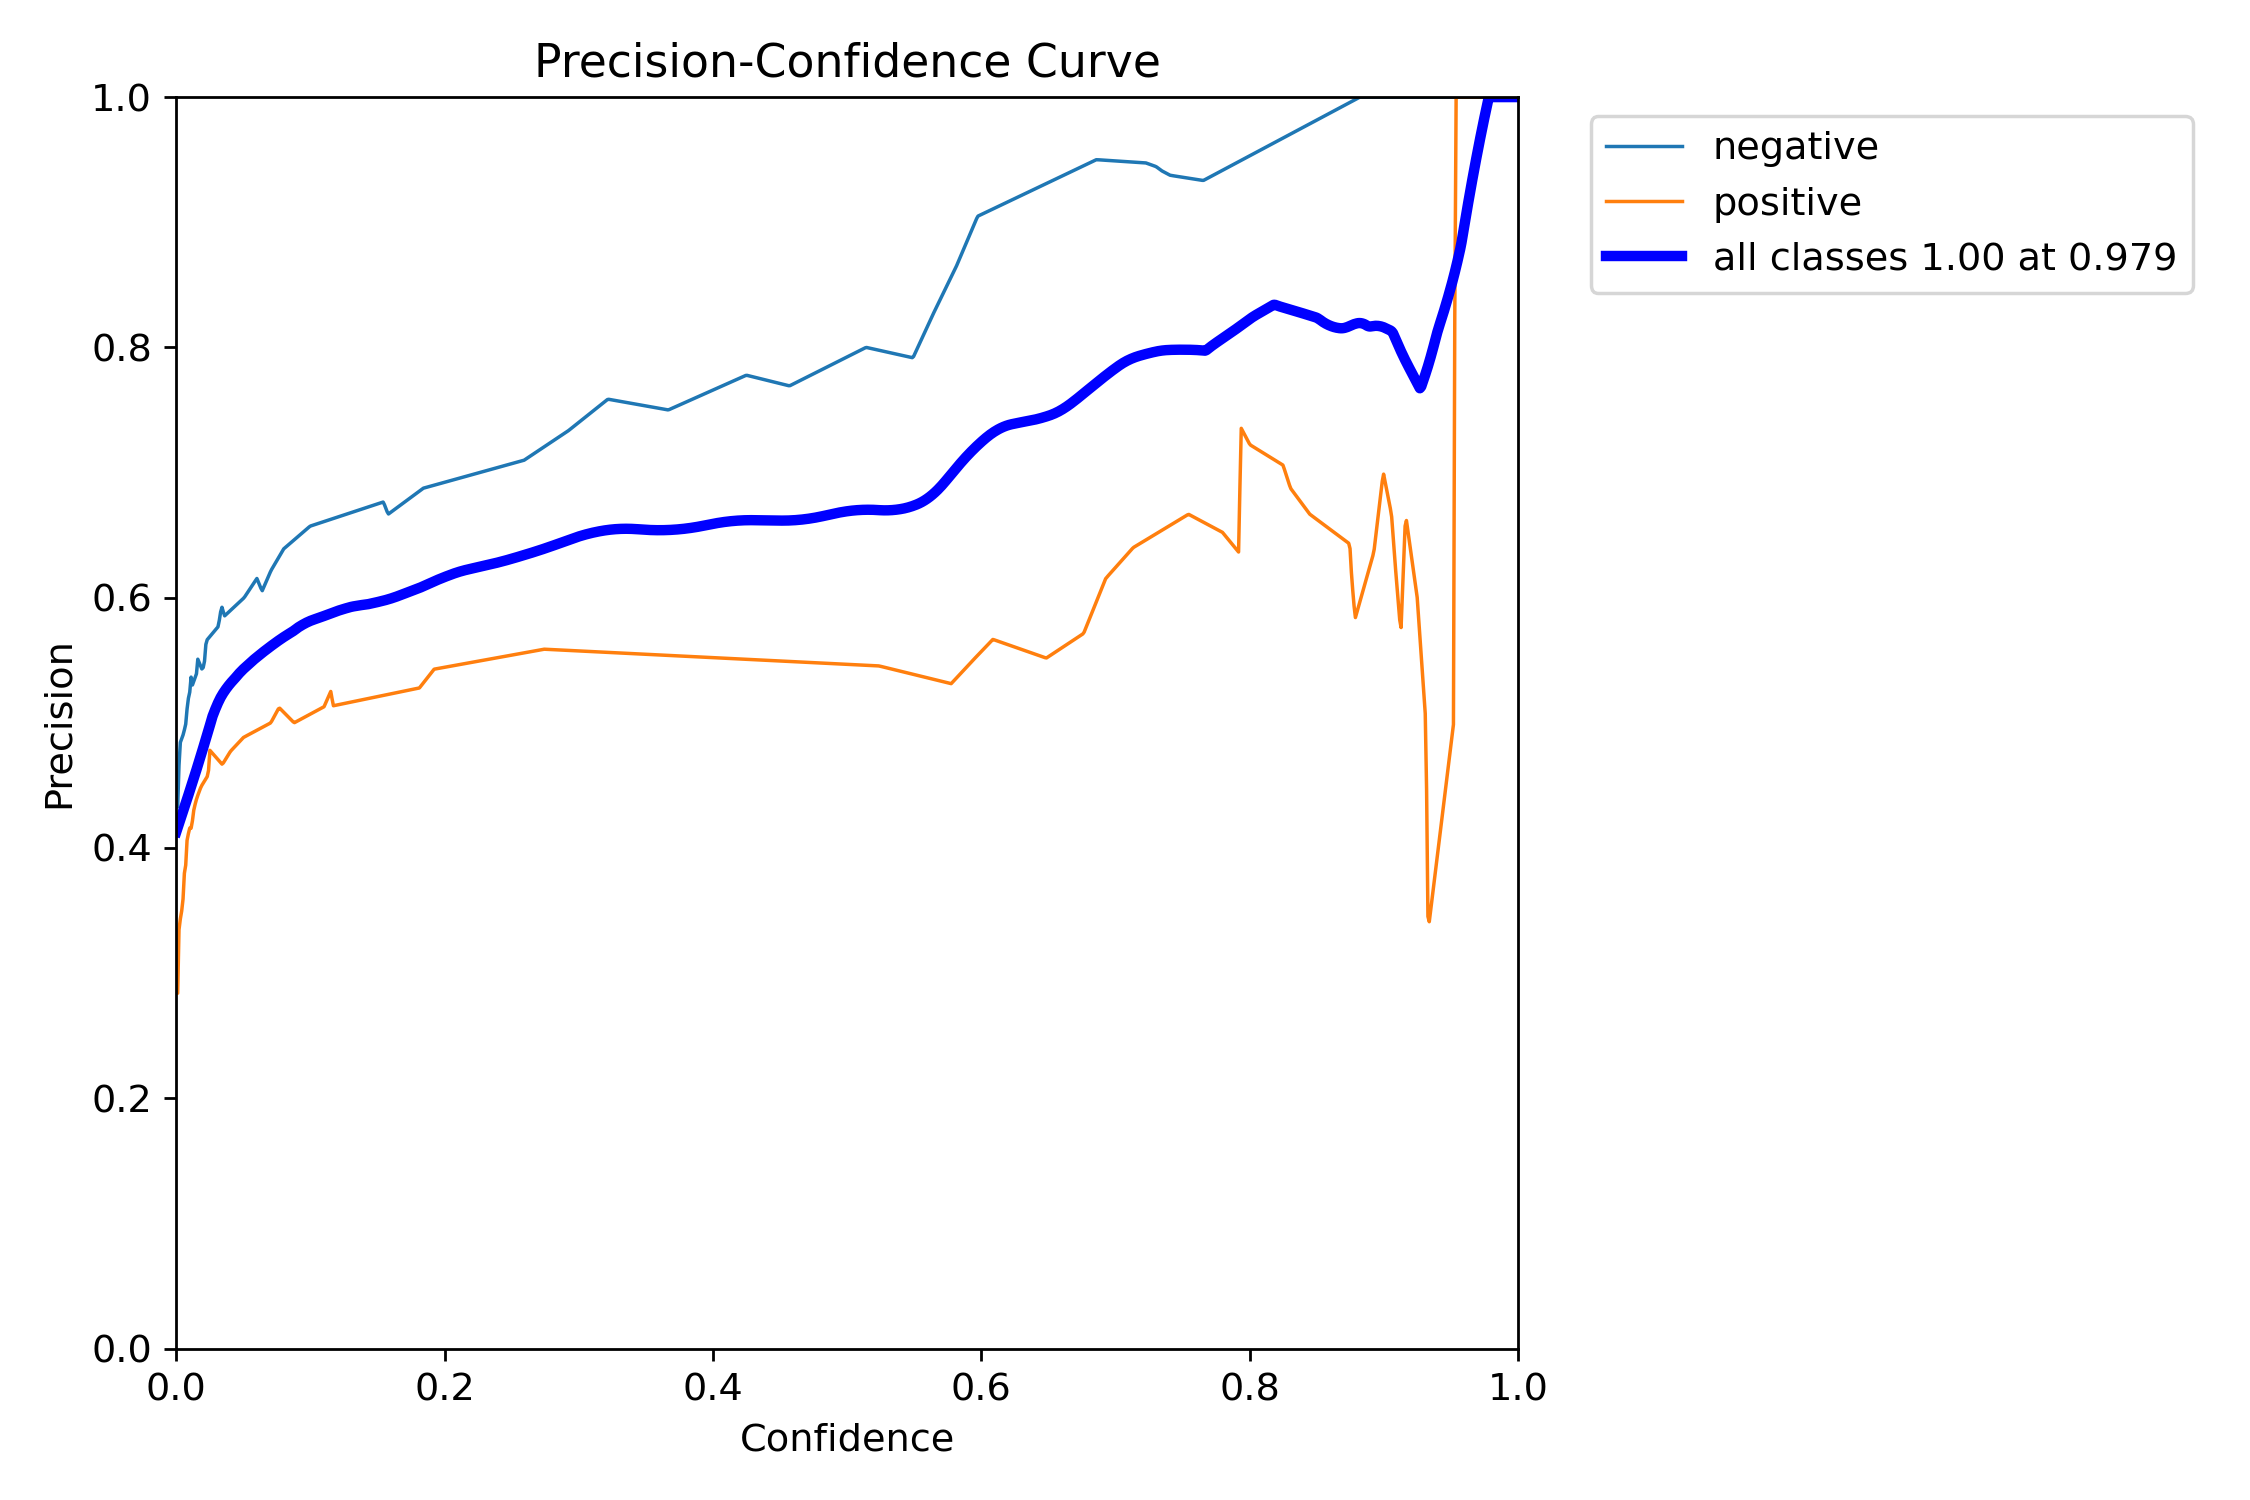 Precision-Confidence Curve
1.0
0.8
0.6
0.4
0.2
0.0
Precision
0.0 0.2 0.4 0.6 0.8 1.0
Confidence
negative
positive
all classes 1.00 at 0.979